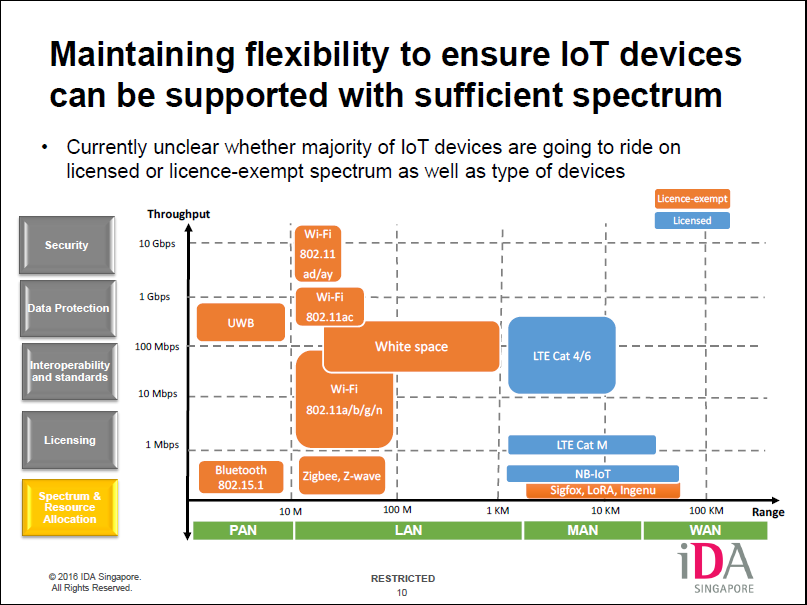 Maintaining flexibility to ensure IoT devices
can be supported with sufficient spectrum
• Currently unclear whether majority of IoT devices are going to ride on
licensed or licence-exempt spectrum as well as type of devices
Licence-exempt
Licensed
Throughput
10 Gbps
1 Gbps
100 Mbps
10 Mbps
1 Mbps
Security
Data Protection
Interoperability
and standards
Licensing
Spectrum &
Resource
Allocation
Wi-Fi
802.11
ad/ay
Wi-Fi
802.11ac
UWB
White space
LTE Cat 4/6
Wi-Fi
802.11a/b/g/n
LTE Cat M
Bluetooth
802.15.1
Zigbee, Z-wave
NB-IoT
Sigfox, LoRA, Ingenu
10 M
100 M
1 KM
10 KM
100 KM
Range
PAN
LAN
MAN
WAN
© 2016 IDA Singapore.
All Rights Reserved.
RESTRICTED
10
iDA
SINGAPORE